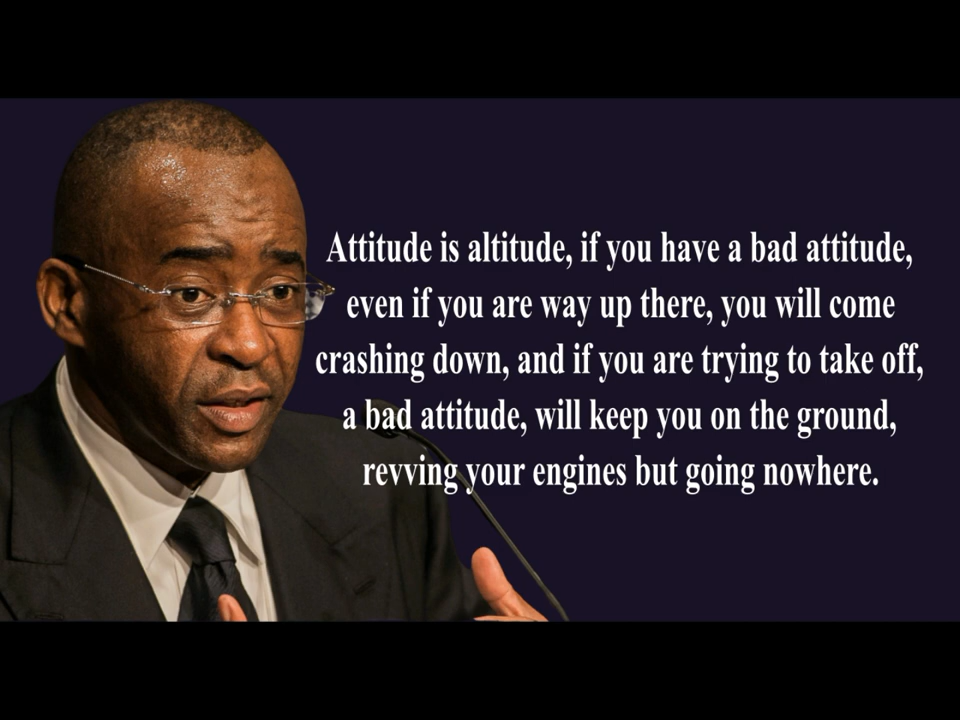 Attitude is altitude, if you have a bad attitude,
even if you are way up there, you will come
crashing down, and if you are trying to take off,
a bad attitude, will keep you on the ground,
revving your engines but going nowhere.